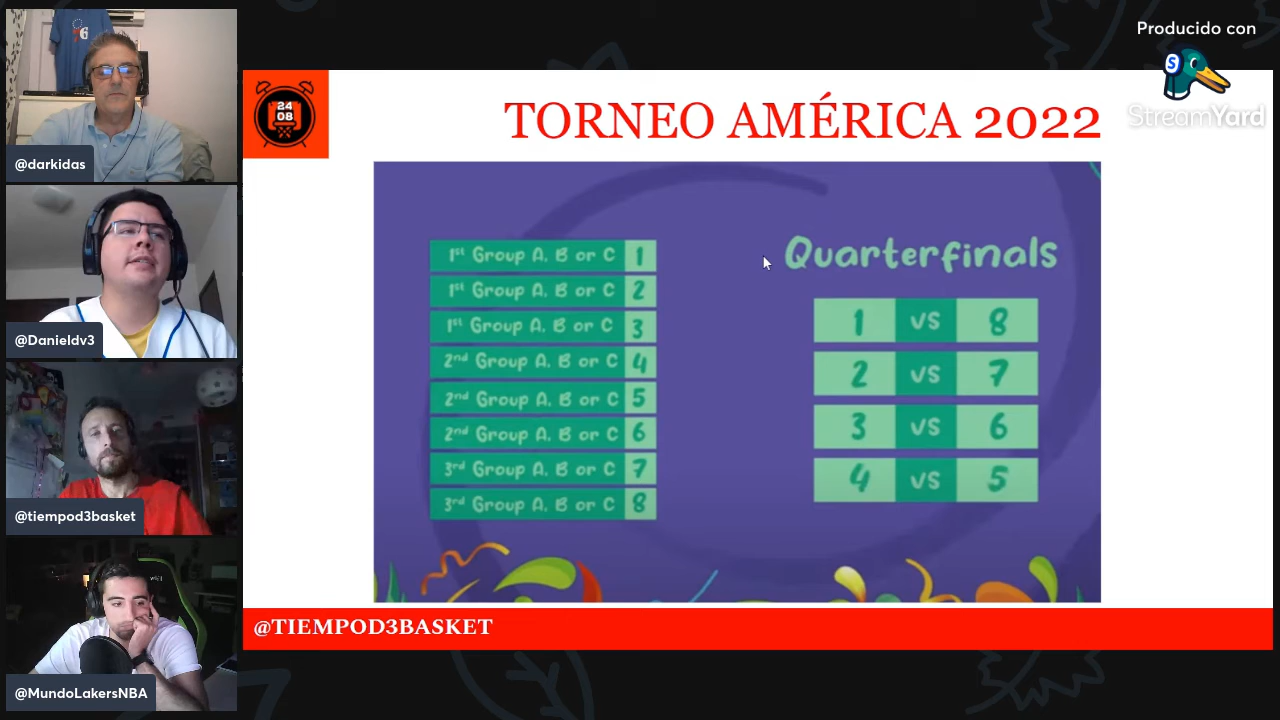 Producido con
StreamYard
S
24
08
TORNEO AMÉRICA 2022
1st Group A, B or C 1
1st Group A, B or C 2
1st Group A, B or C 3
2nd Group A, B or C 4
2nd Group A, B or C 5
2nd Group A, B or C 6
3rd Group A, B or C 7
3rd Group A, B or C 8
Quarterfinals
1 VS 8
2 VS 7
3 VS 6
4 VS 5
@TIEMPOD3BASKET
@darkidas
@Danieldv3
@tiempod3basket
@MundoLakersNBA